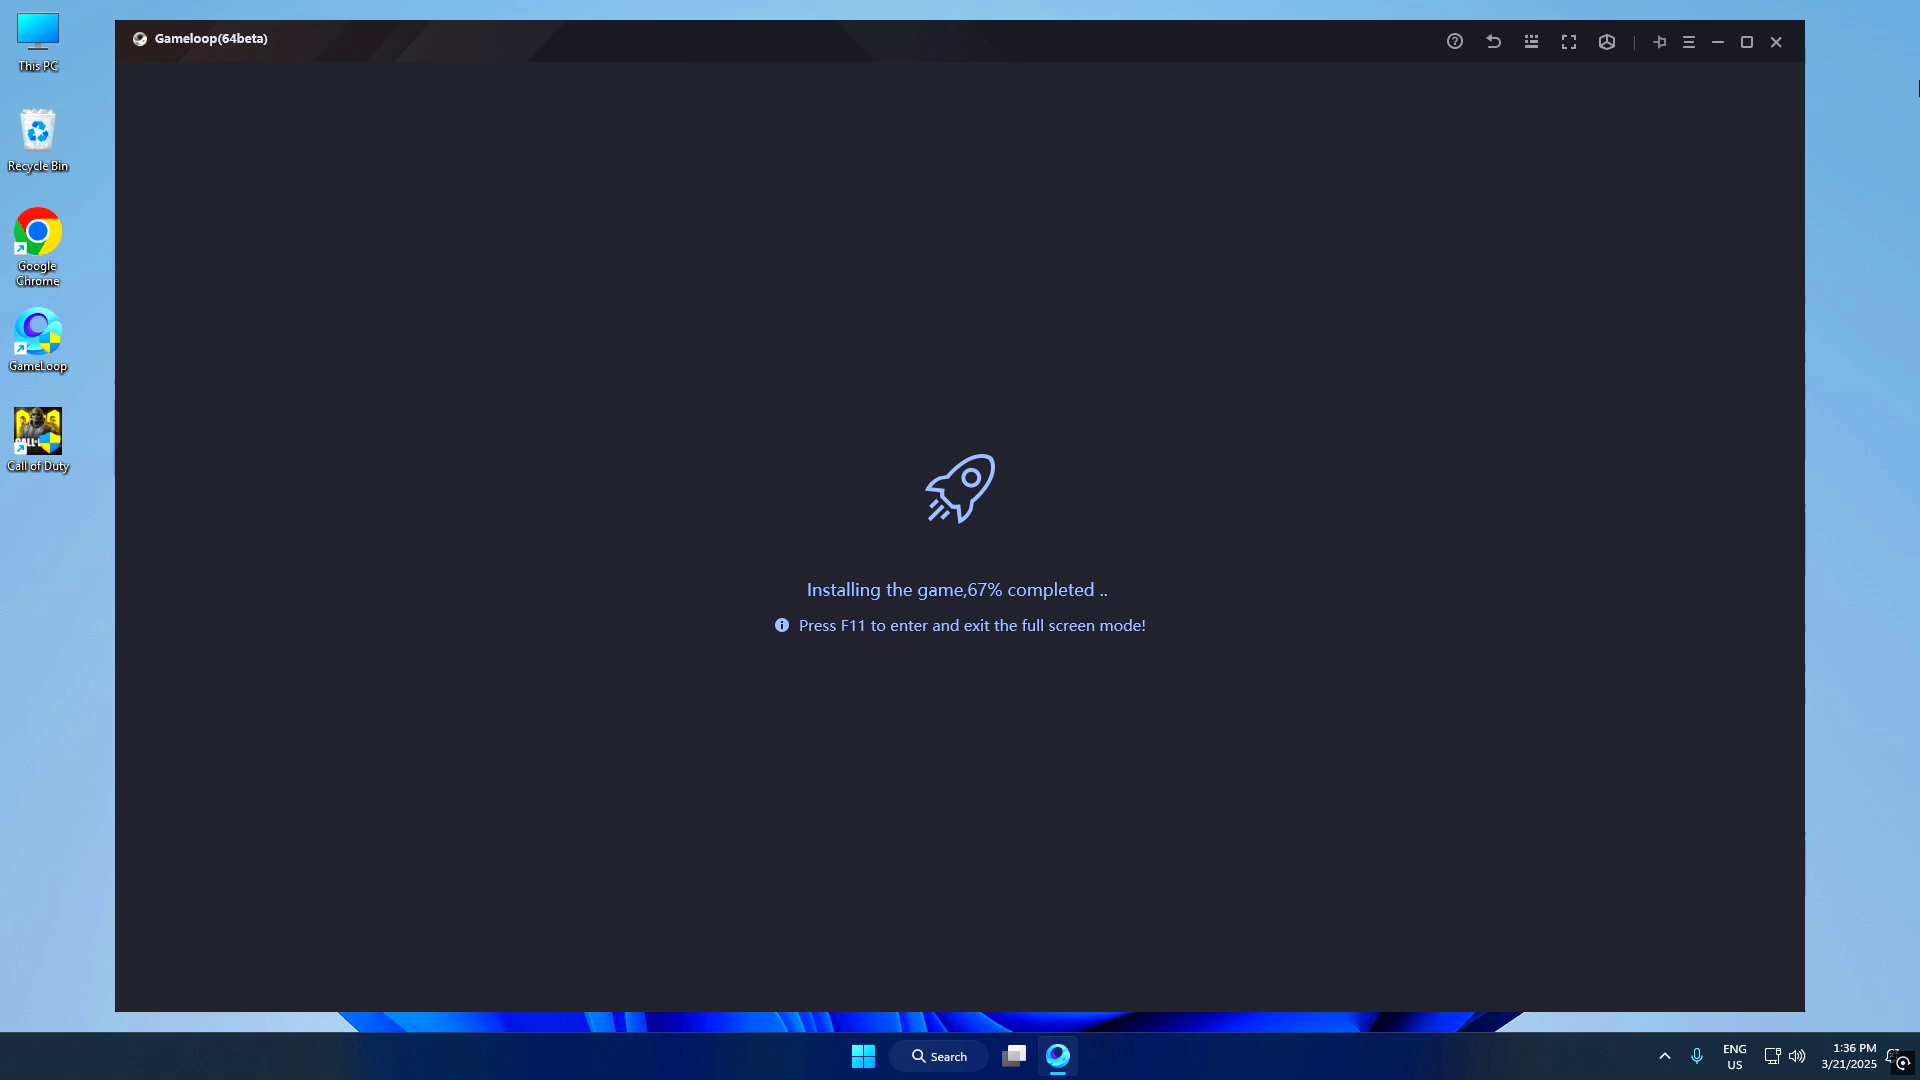 This PC
Recycle Bin
Google
Chrome
GameLoop
Call of Duty
Gameloop(64beta)
Installing the game,67% completed ..
Press F11 to enter and exit the full screen mode!
Search
ENG
US
1:36 PM
3/21/2025